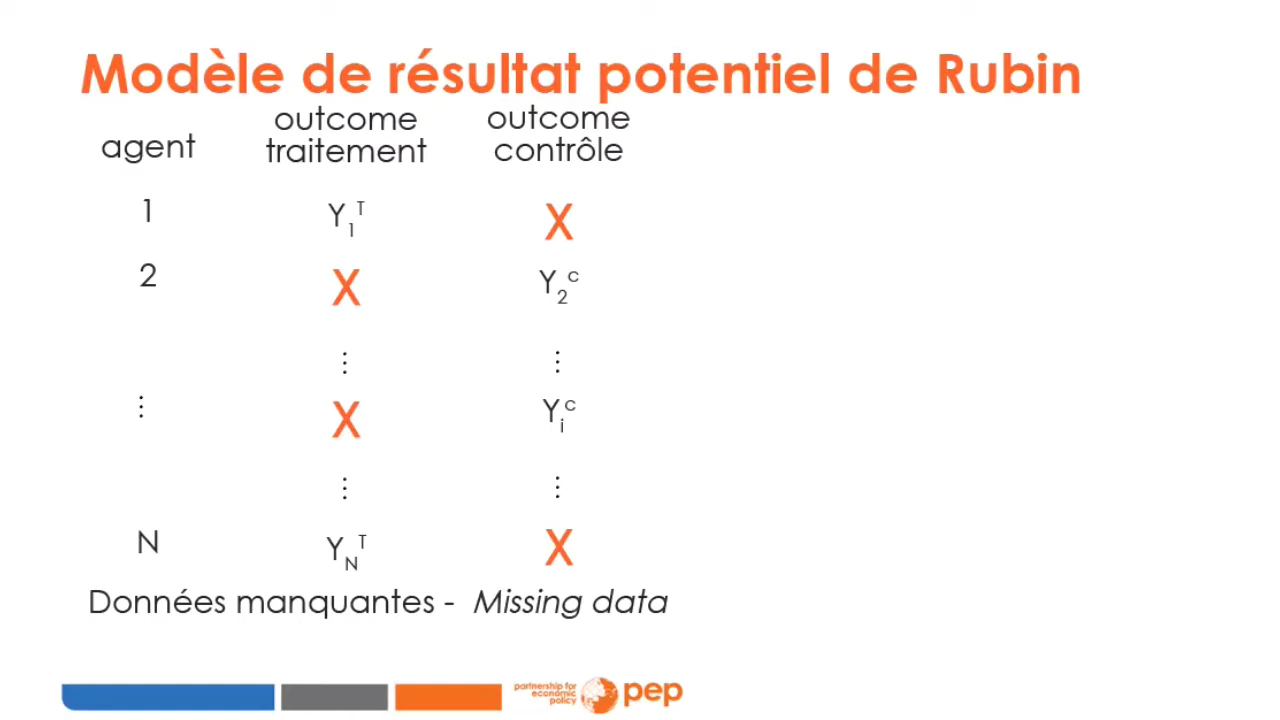 Modèle de résultat potentiel de Rubin
agent outcome traitement outcome contrôle
1 Y₁ᵀ X
2 X Y₂ᶜ
⋮ ⋮
⋮ X Yᵢᶜ
⋮ ⋮
N Y_Nᵀ X
Données manquantes - Missing data
partnership for economic policy pep